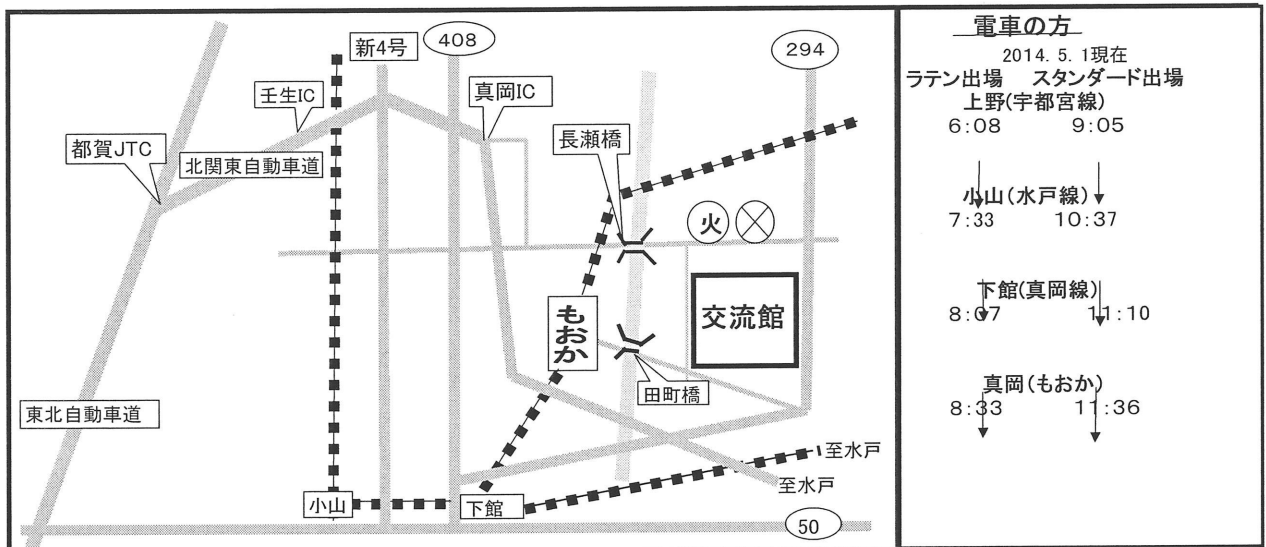 新4号
408
294
壬生IC
真岡IC
都賀JTC
北関東自動車道
長瀬橋
火
もおか
交流館
田町橋
東北自動車道
至水戸
至水戸
小山
下館
50
電車の方
2014. 5. 1現在
ラテン出場 スタンダード出場
上野(宇都宮線)
6:08 9:05
小山(水戸線)
7:33 10:37
下館(真岡線)
8:07 11:10
真岡(もおか)
8:33 11:36